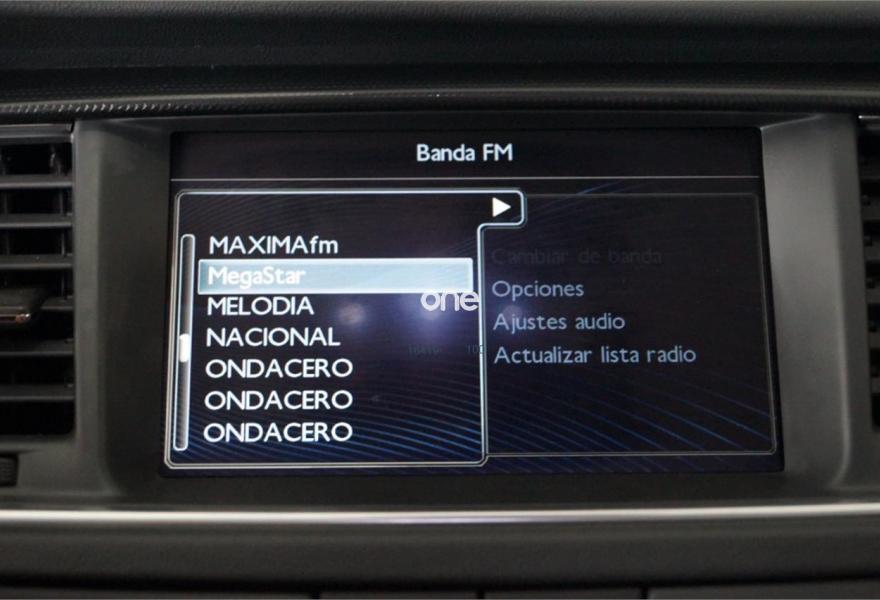 Banda FM
MAXIMAfm
MegaStar
MELODIA
NACIONAL
ONDACERO
ONDACERO
ONDACERO
Cambiar de banda
Opciones
Ajustes audio
Actualizar lista radio
one